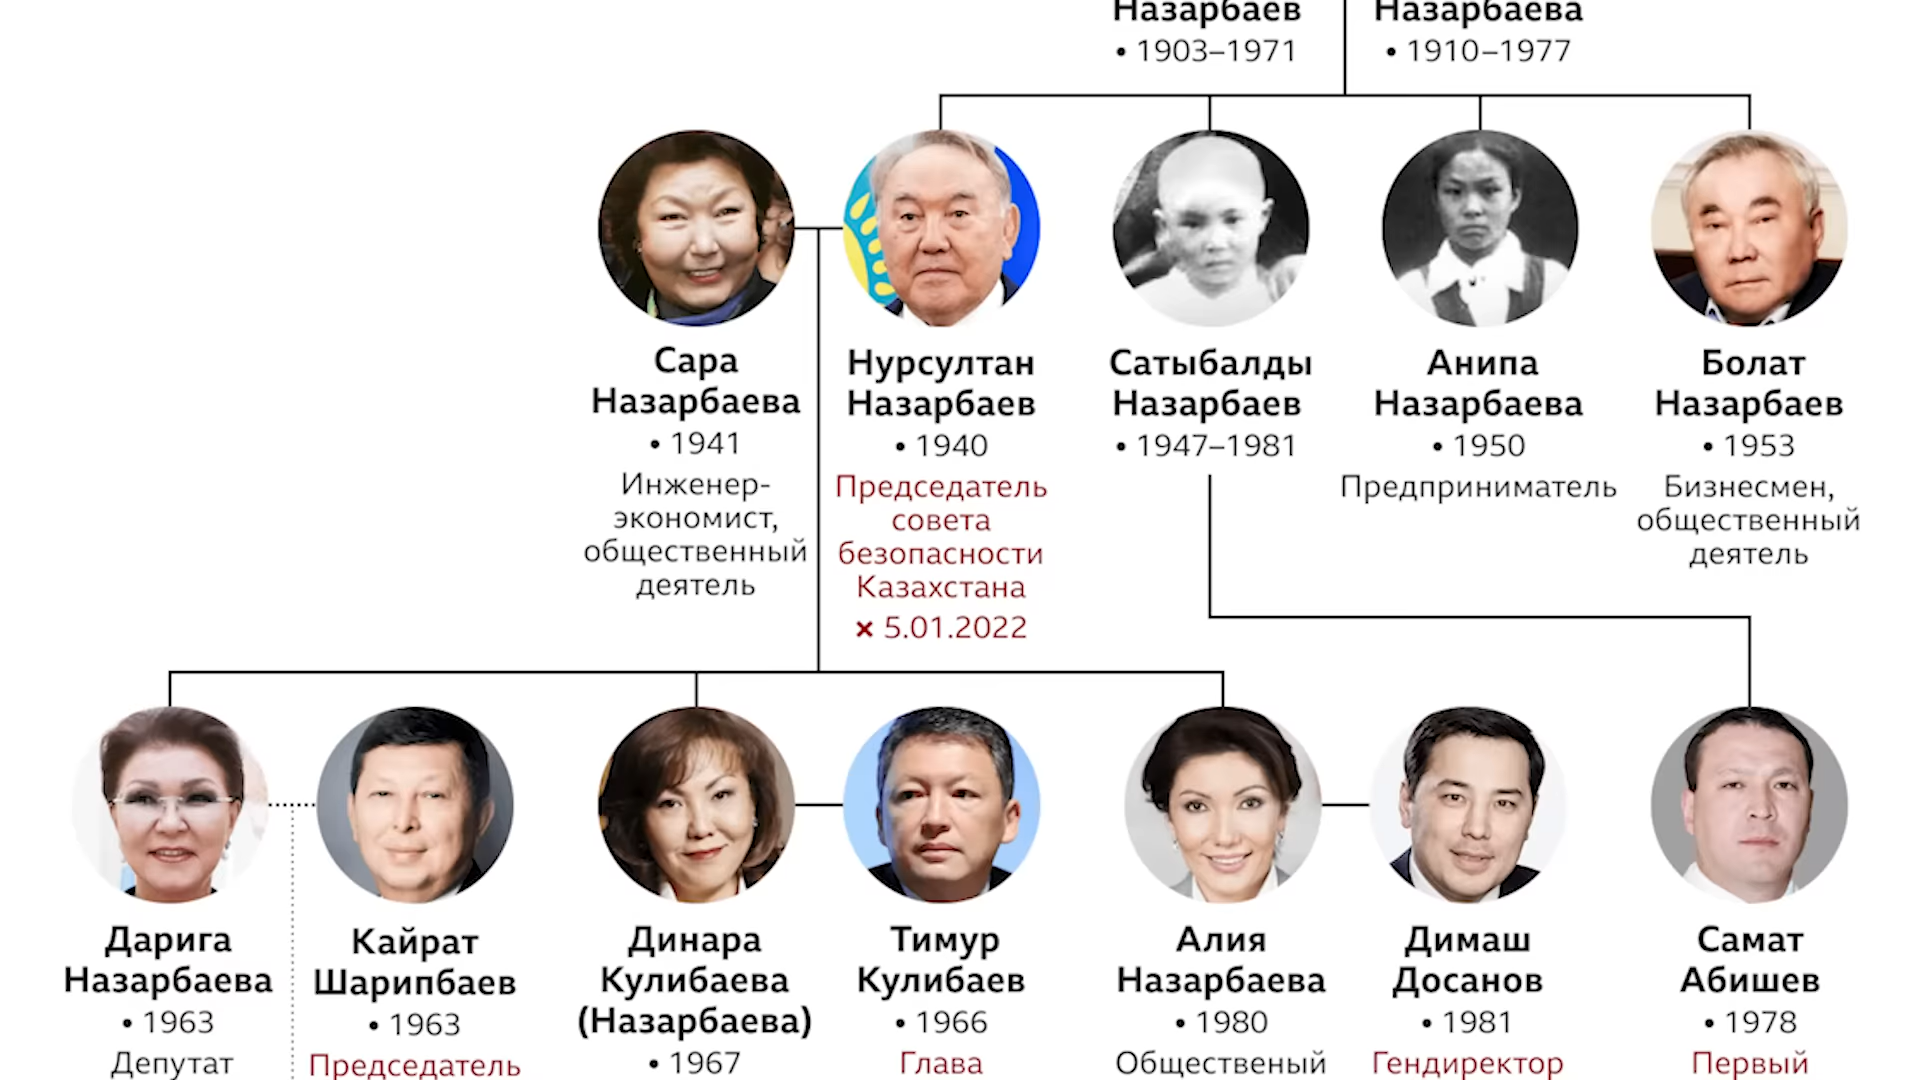 Назарбаев
• 1903–1971
Назарбаева
• 1910–1977
Сара
Назарбаева
• 1941
Инженер-
экономист,
общественный
деятель
Нурсултан
Назарбаев
• 1940
Председатель
совета
безопасности
Казахстана
× 5.01.2022
Сатыбалды
Назарбаев
• 1947–1981
Анипа
Назарбаева
• 1950
Предприниматель
Болат
Назарбаев
• 1953
Бизнесмен,
общественный
деятель
Дарига
Назарбаева
• 1963
Депутат
Кайрат
Шарипбаев
• 1963
Председатель
Динара
Кулибаева
(Назарбаева)
• 1967
Тимур
Кулибаев
• 1966
Глава
Алия
Назарбаева
• 1980
Общественый
Димаш
Досанов
• 1981
Гендиректор
Самат
Абишев
• 1978
Первый